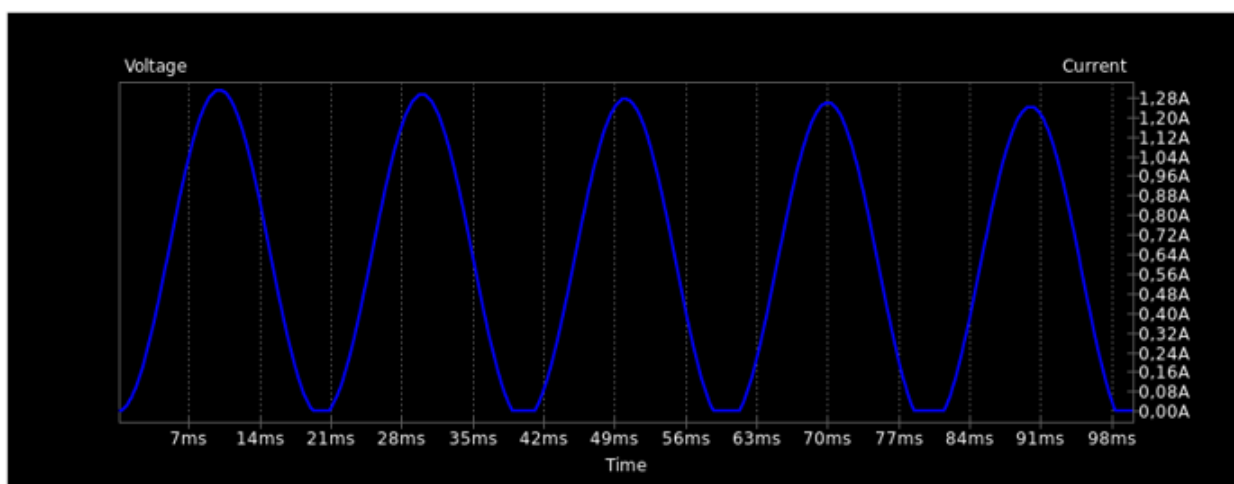 Voltage
Current
1,28A
1,20A
1,12A
1,04A
0,96A
0,88A
0,80A
0,72A
0,64A
0,56A
0,48A
0,40A
0,32A
0,24A
0,16A
0,08A
0,00A
7ms 14ms 21ms 28ms 35ms 42ms 49ms 56ms 63ms 70ms 77ms 84ms 91ms 98ms
Time